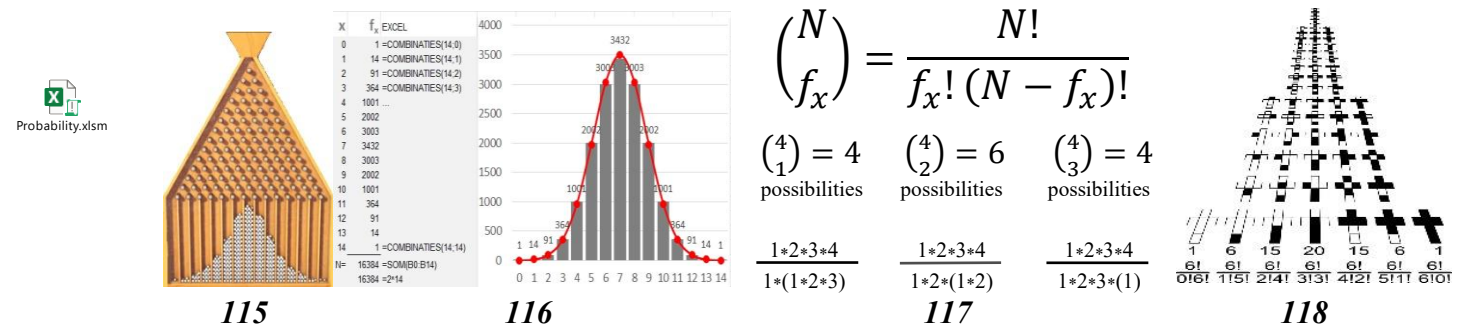 Probability.xlsm
115
x fx EXCEL
0 1 =COMBINATIES(14;0)
1 14 =COMBINATIES(14;1)
2 91 =COMBINATIES(14;2)
3 364 =COMBINATIES(14;3)
4 1001 ...
5 2002
6 3003
7 3432
8 3003
9 2002
10 1001
11 364
12 91
13 14
14 1 =COMBINATIES(14;14)
N= 16384 =SOM(B0:B14)
16384 =2*14
4000
3500
3000
2500
2000
1500
1000
500
0
1 14 91 364 1001 2002 3003 3432 3003 2002 1001 364 91 14 1
0 1 2 3 4 5 6 7 8 9 10 11 12 13 14
116
(N fx) = N! / fx! (N − fx)!
(4 1) = 4 (4 2) = 6 (4 3) = 4
possibilities possibilities possibilities
1*2*3*4 1*2*3*4 1*2*3*4
1*(1*2*3) 1*2*(1*2) 1*2*3*(1)
117
1 6 15 20 15 6 1
6! 6! 6! 6! 6! 6! 6!
0!6! 1!5! 2!4! 3!3! 4!2! 5!1! 6!0!
118